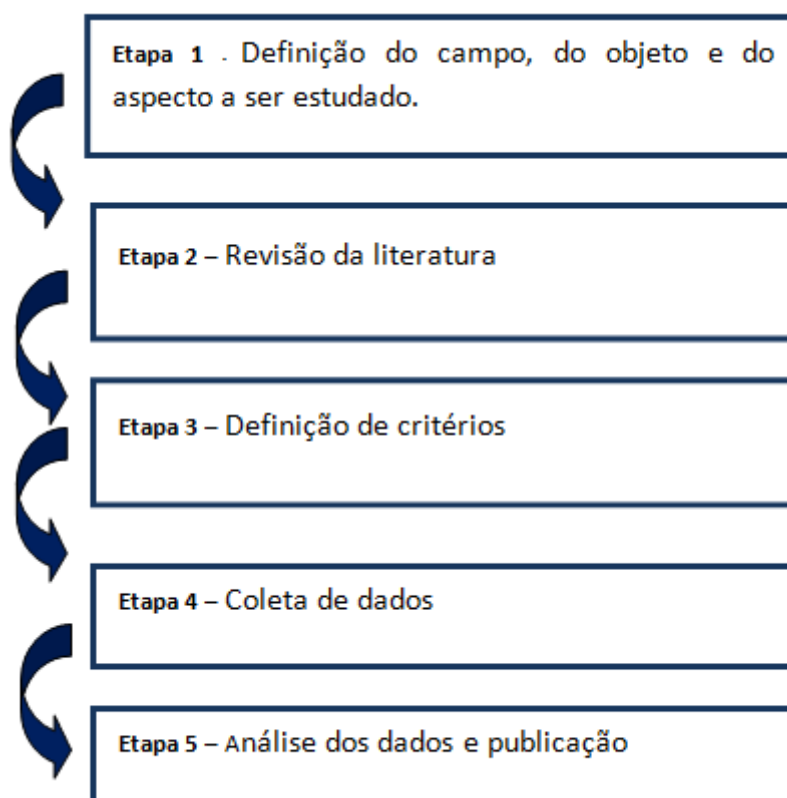 Etapa 1 - Definição do campo, do objeto e do
aspecto a ser estudado.
Etapa 2 – Revisão da literatura
Etapa 3 – Definição de critérios
Etapa 4 – Coleta de dados
Etapa 5 – Análise dos dados e publicação